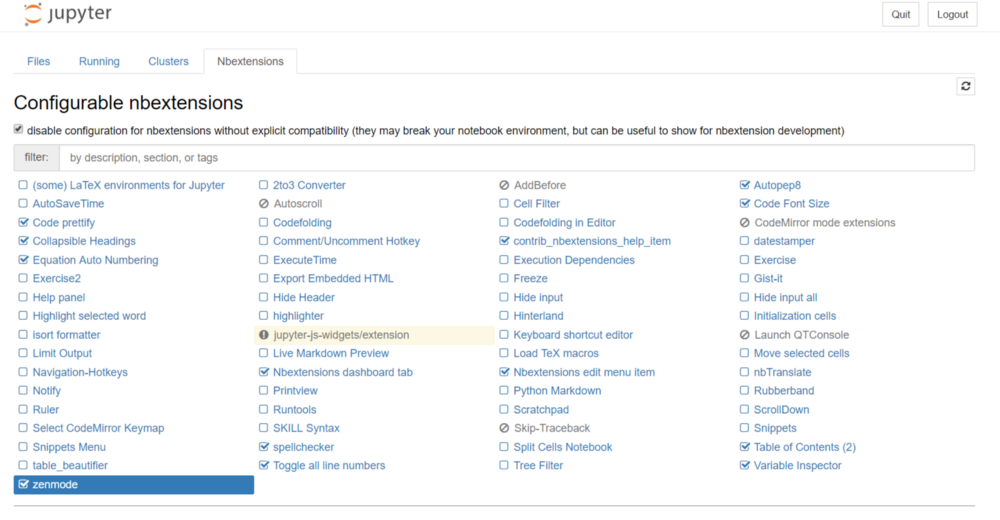 jupyter Quit Logout
Files Running Clusters Nbextensions
Configurable nbextensions
disable configuration for nbextensions without explicit compatibility (they may break your notebook environment, but can be useful to show for nbextension development)
filter: by description, section, or tags
(some) LaTeX environments for Jupyter 2to3 Converter AddBefore Autopep8
AutoSaveTime Autoscroll Cell Filter Code Font Size
Code prettify Codefolding Codefolding in Editor CodeMirror mode extensions
Collapsible Headings Comment/Uncomment Hotkey contrib_nbextensions_help_item datestamper
Equation Auto Numbering ExecuteTime Execution Dependencies Exercise
Exercise2 Export Embedded HTML Freeze Gist-it
Help panel Hide Header Hide input Hide input all
Highlight selected word highlighter Hinterland Initialization cells
isort formatter jupyter-js-widgets/extension Keyboard shortcut editor Launch QTConsole
Limit Output Live Markdown Preview Load TeX macros Move selected cells
Navigation-Hotkeys Nbextensions dashboard tab Nbextensions edit menu item nbTranslate
Notify Printview Python Markdown Rubberband
Ruler Runtools Scratchpad ScrollDown
Select CodeMirror Keymap SKILL Syntax Skip-Traceback Snippets
Snippets Menu spellchecker Split Cells Notebook Table of Contents (2)
table_beautifier Toggle all line numbers Tree Filter Variable Inspector
zenmode